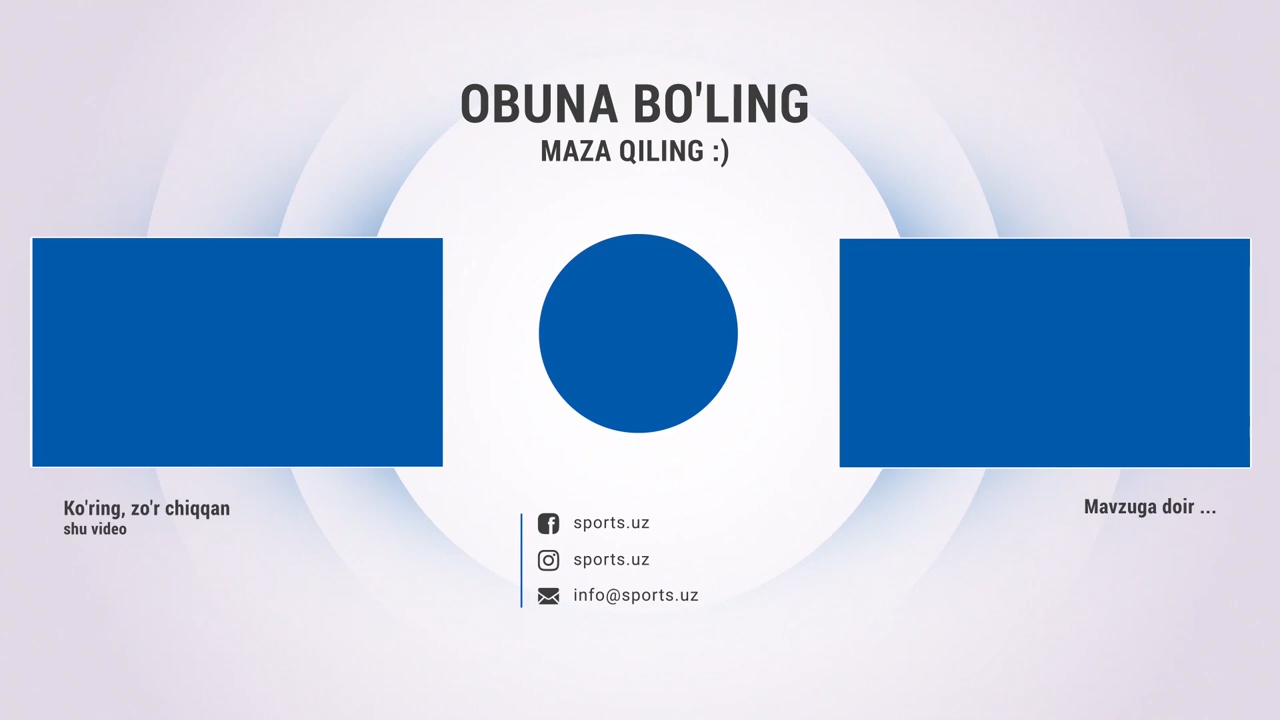 OBUNA BO'LING
MAZA QILING :)
Ko'ring, zo'r chiqqan
shu video
Mavzuga doir ...
sports.uz
sports.uz
info@sports.uz